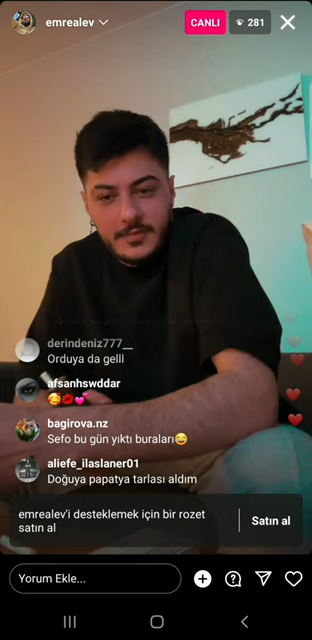 emrealev
CANLI
281
derindeniz777__
Orduya da gelll
afsanhswddar
🥰💋💕
bagirova.nz
Sefo bu gün yıktı buraları😂
aliefe_ilaslaner01
Doğuya papatya tarlası aldım
emrealev'i desteklemek için bir rozet
satın al
Satın al
Yorum Ekle...